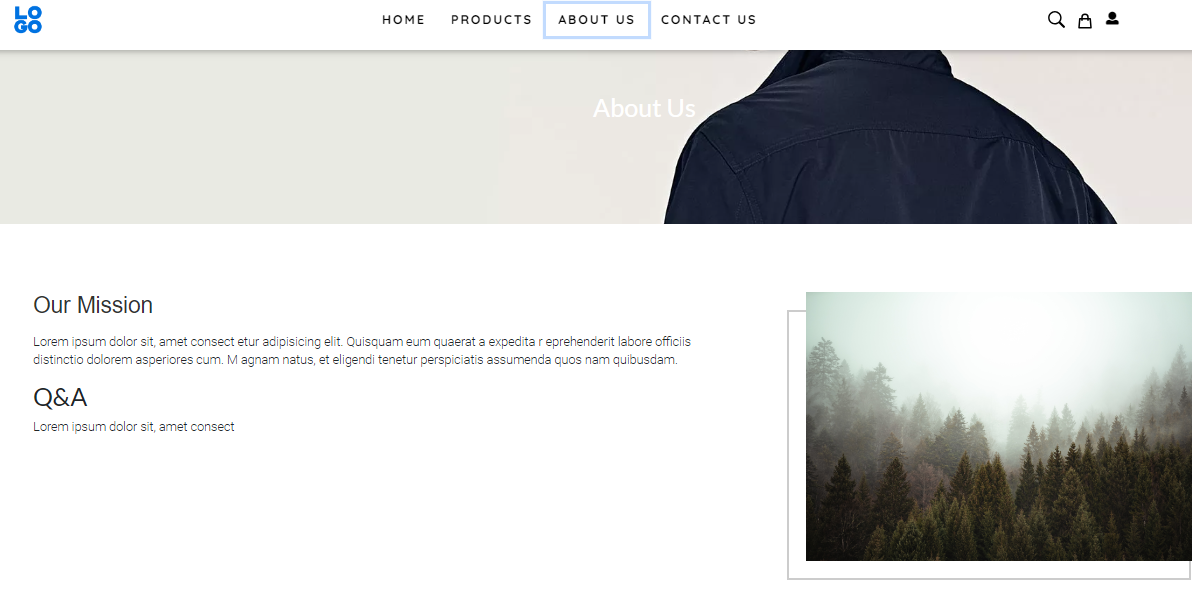 LO
GO
HOME PRODUCTS ABOUT US CONTACT US
About Us
Our Mission
Lorem ipsum dolor sit, amet consect etur adipisicing elit. Quisquam eum quaerat a expedita r eprehenderit labore officiis
distinctio dolorem asperiores cum. M agnam natus, et eligendi tenetur perspiciatis assumenda quos nam quibusdam.
Q&A
Lorem ipsum dolor sit, amet consect